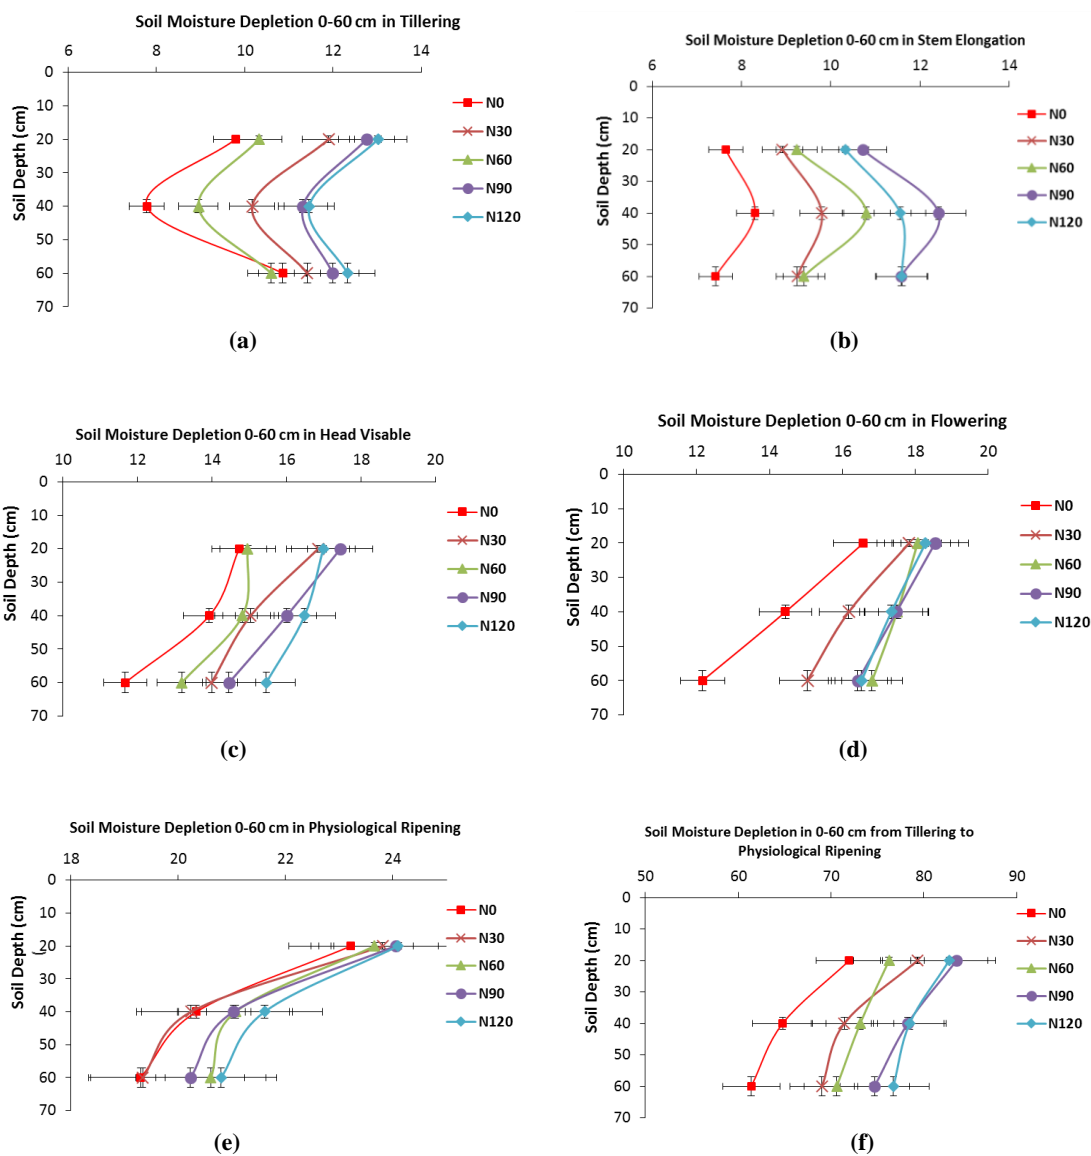 Soil Moisture Depletion 0-60 cm in Tillering
6 8 10 12 14
0
10
20
30
40
50
60
70
Soil Depth (cm)
N0
N30
N60
N90
N120
(a)
Soil Moisture Depletion 0-60 cm in Stem Elongation
6 8 10 12 14
0
10
20
30
40
50
60
70
Soil Depth (cm)
N0
N30
N60
N90
N120
(b)
Soil Moisture Depletion 0-60 cm in Head Visable
10 12 14 16 18 20
0
10
20
30
40
50
60
70
Soil Depth (cm)
N0
N30
N60
N90
N120
(c)
Soil Moisture Depletion 0-60 cm in Flowering
10 12 14 16 18 20
0
10
20
30
40
50
60
70
Soil Depth (cm)
N0
N30
N60
N90
N120
(d)
Soil Moisture Depletion 0-60 cm in Physiological Ripening
18 20 22 24
0
10
20
30
40
50
60
70
Soil Depth (cm)
N0
N30
N60
N90
N120
(e)
Soil Moisture Depletion in 0-60 cm from Tillering to
Physiological Ripening
50 60 70 80 90
0
10
20
30
40
50
60
70
Soil Depth (cm)
N0
N30
N60
N90
N120
(f)